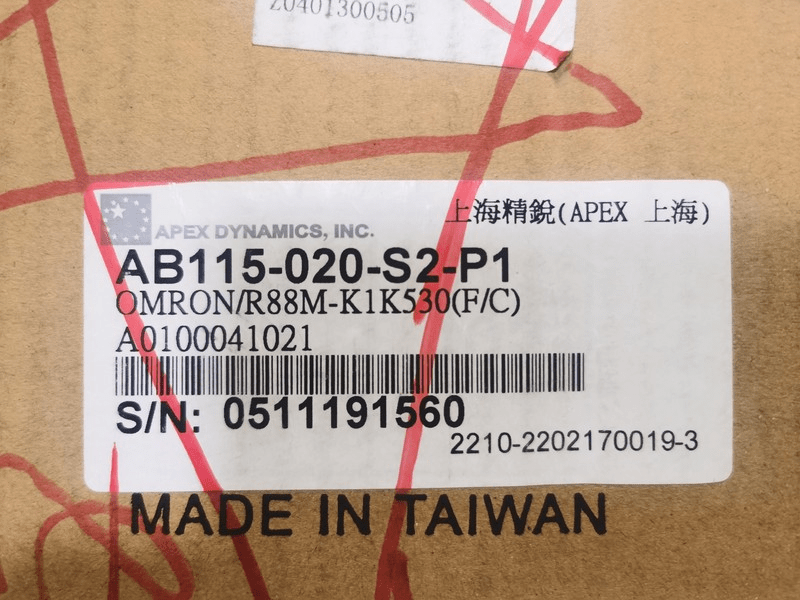 Z0401300505
上海精銳(APEX 上海)
APEX DYNAMICS, INC.
AB115-020-S2-P1
OMRON/R88M-K1K530(F/C)
A0100041021
S/N: 0511191560
2210-2202170019-3
MADE IN TAIWAN